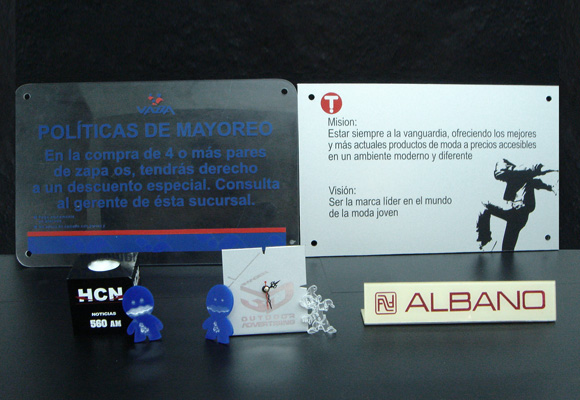 VAVA
POLÍTICAS DE MAYOREO
En la compra de 4 o más pares
de zapa os, tendrás derecho
a un descuento especial. Consulta
al gerente de ésta sucursal.
T
Mision:
Estar siempre a la vanguardia, ofreciendo los mejores
y más actuales productos de moda a precios accesibles
en un ambiente moderno y diferente
Visión:
Ser la marca líder en el mundo
de la moda joven
HCN
NOTICIAS
560 AM
OUTDOOR
ADVERTISING
ALBANO